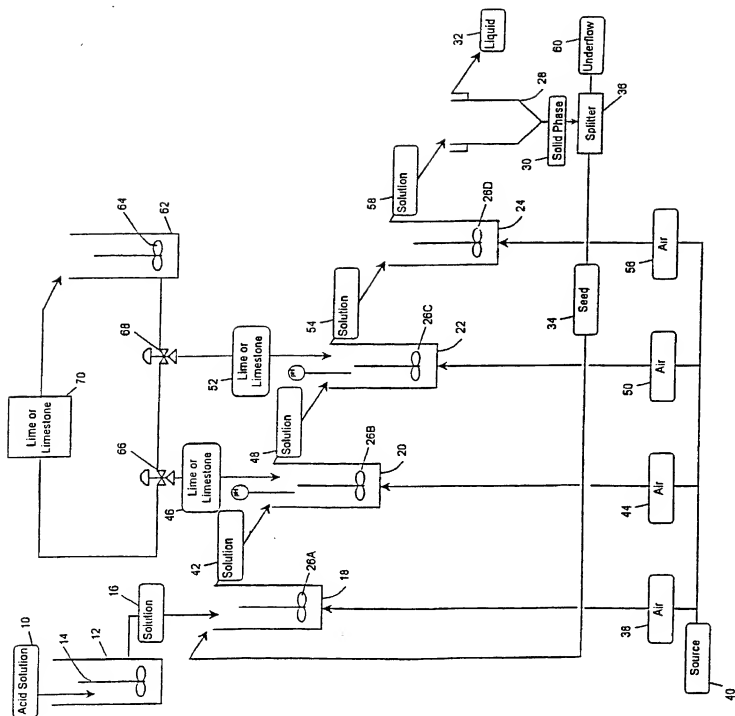 Acid Solution
10
14
12
16
Solution
70
Lime or
Limestone
64
62
66
68
46
Lime or
Limestone
52
Lime or
Limestone
42
Solution
48
Solution
54
Solution
58
Solution
pH
pH
26A
18
26B
20
26C
22
26D
24
32
Liquid
28
30
Solid Phase
Splitter
36
60
Underflow
34
Seed
38
Air
44
Air
50
Air
56
Air
Source
40